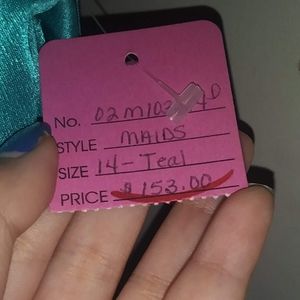 No.
STYLE MAIDS
SIZE 14-Teal
PRICE $153.00